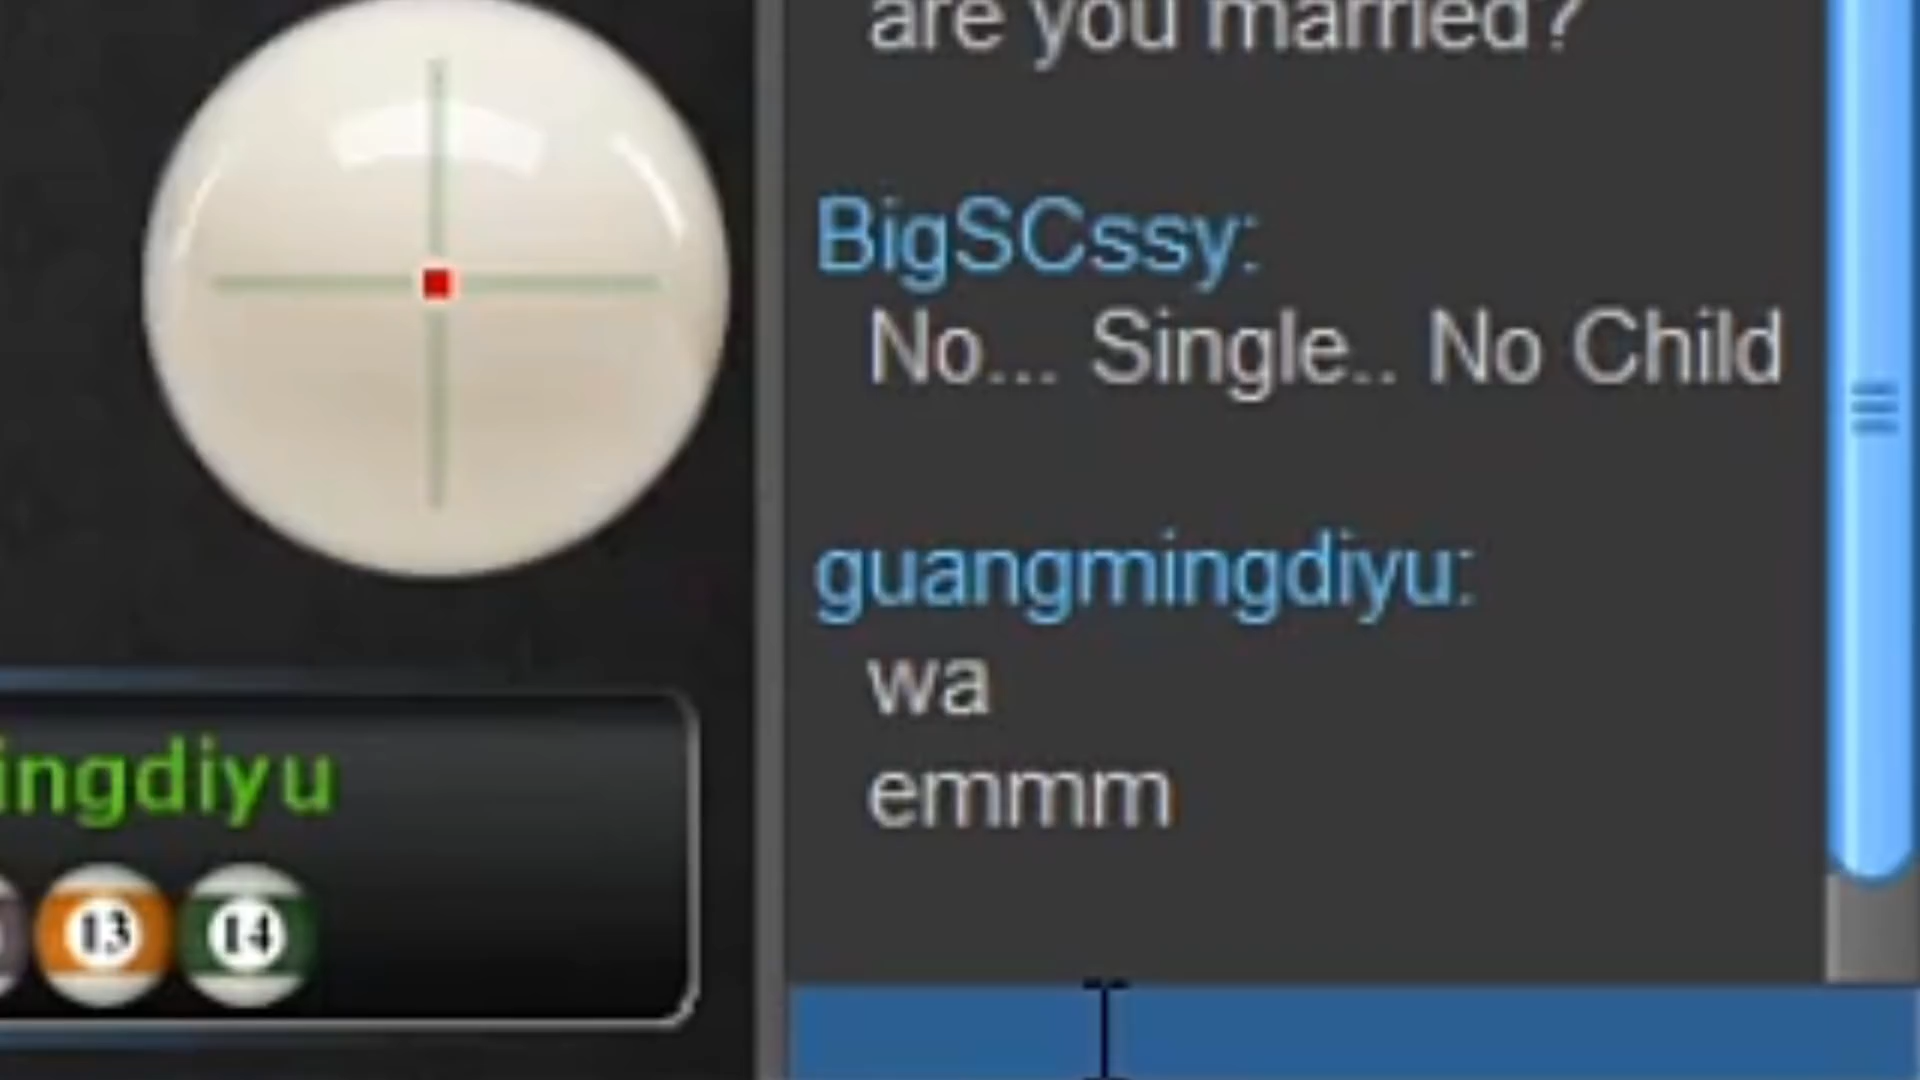 are you married?
BigSCssy:
No... Single.. No Child
guangmingdiyu:
wa
emmm
ingdiyu
13
14